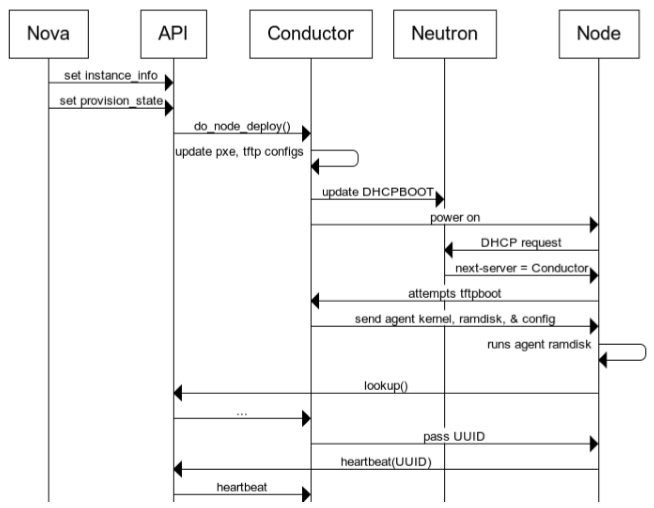 Nova
API
Conductor
Neutron
Node
set instance_info
set provision_state
do_node_deploy()
update pxe, tftp configs
update DHCPBOOT
power on
DHCP request
next-server = Conductor
attempts tftpboot
send agent kernel, ramdisk, & config
runs agent ramdisk
lookup()
...
pass UUID
heartbeat(UUID)
heartbeat